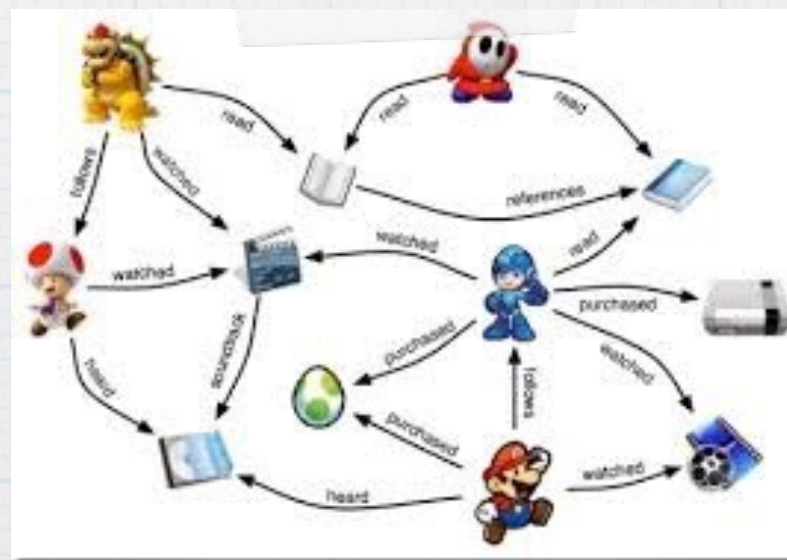 read
read
read
follows
watched
references
watched
read
watched
purchased
soundtrack
purchased
watched
heard
follows
purchased
watched
heard